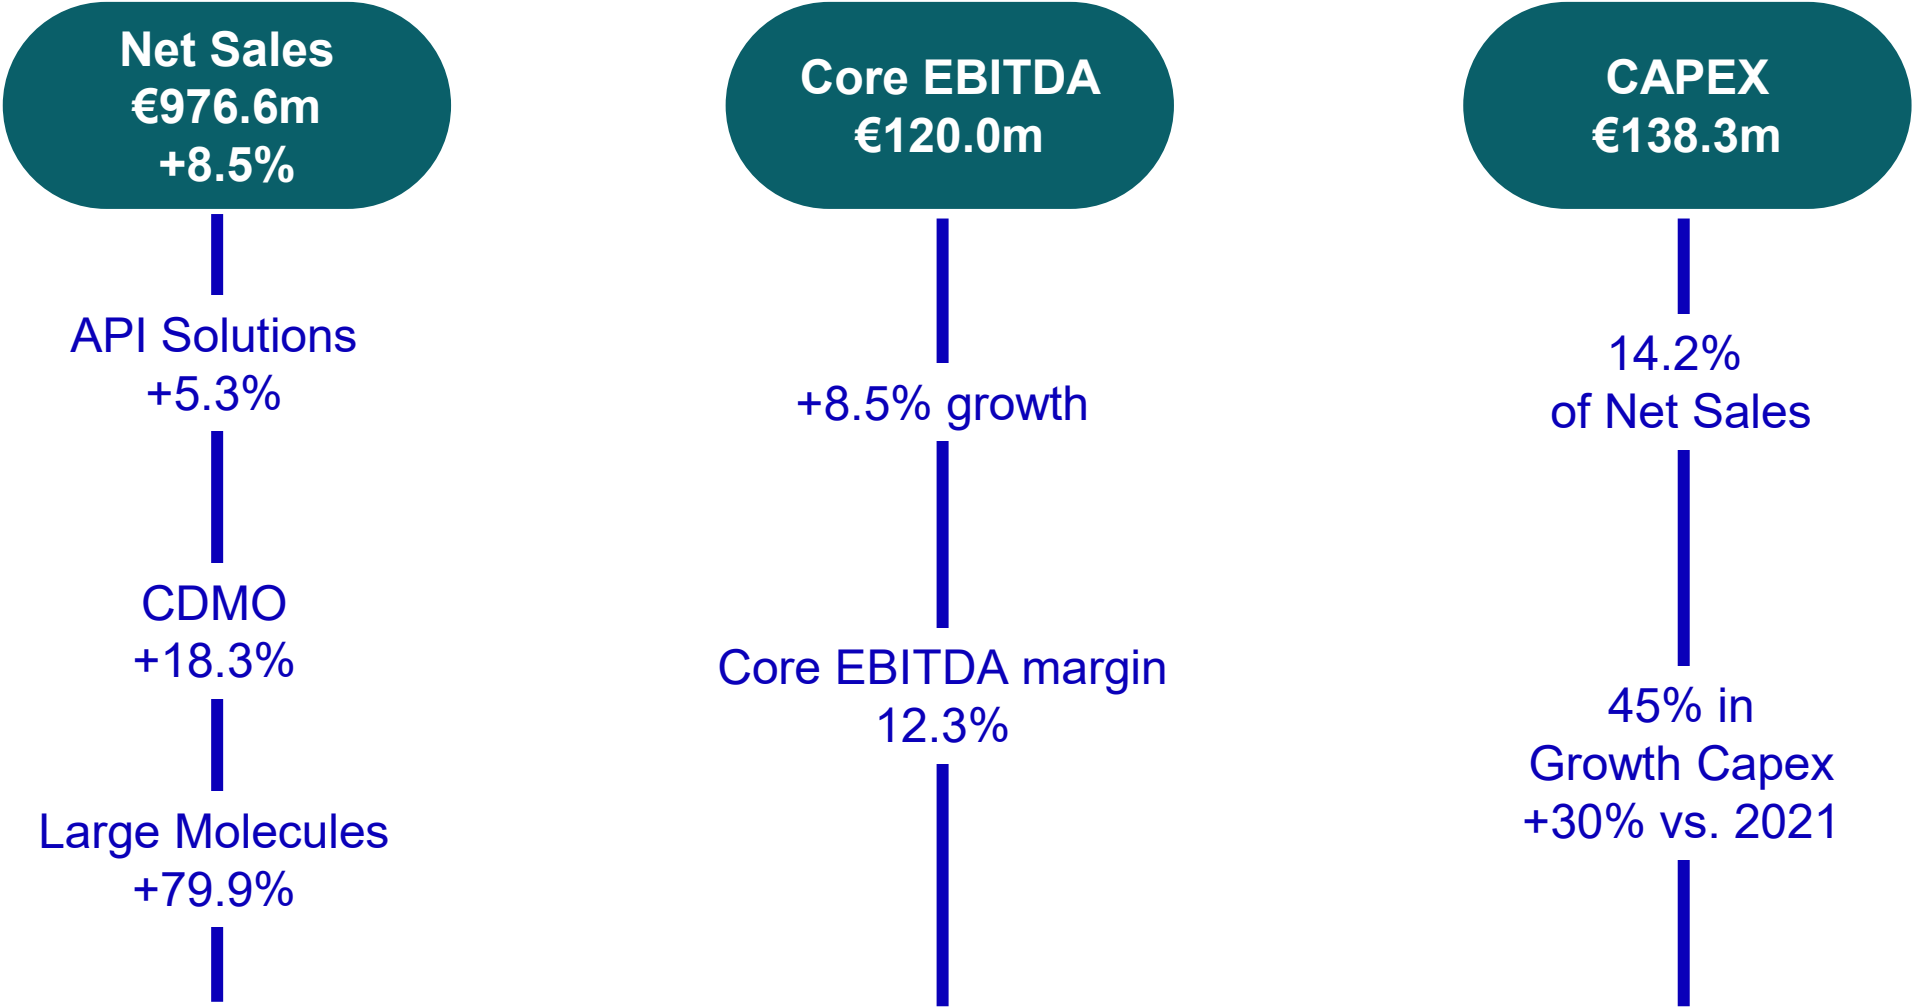 Net Sales
€976.6m
+8.5%
API Solutions
+5.3%
CDMO
+18.3%
Large Molecules
+79.9%
Core EBITDA
€120.0m
+8.5% growth
Core EBITDA margin
12.3%
CAPEX
€138.3m
14.2%
of Net Sales
45% in
Growth Capex
+30% vs. 2021